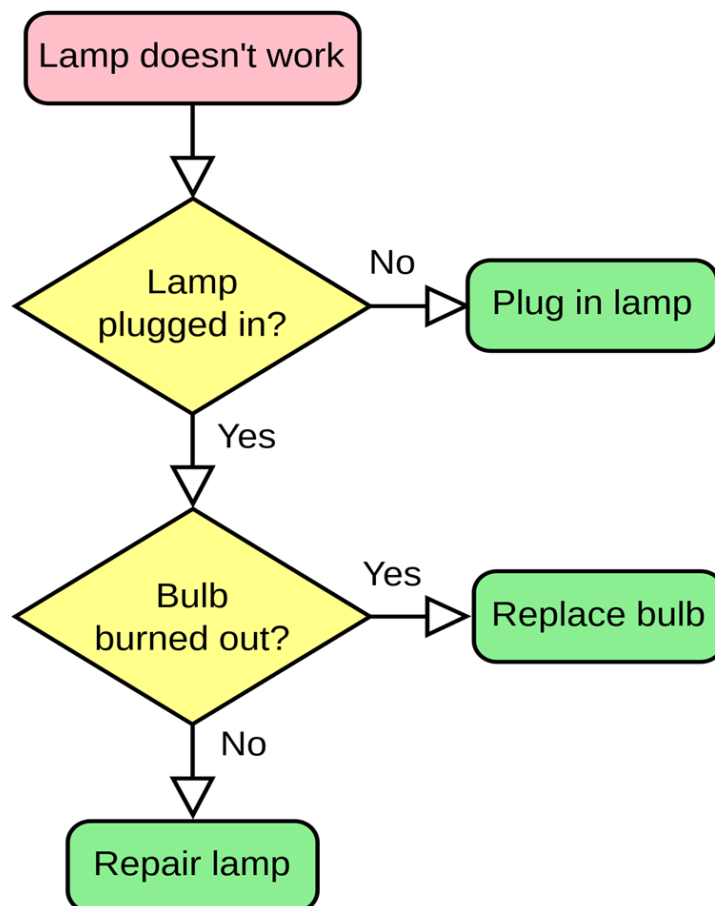 Lamp doesn't work
Lamp
plugged in?
No
Plug in lamp
Yes
Bulb
burned out?
Yes
Replace bulb
No
Repair lamp